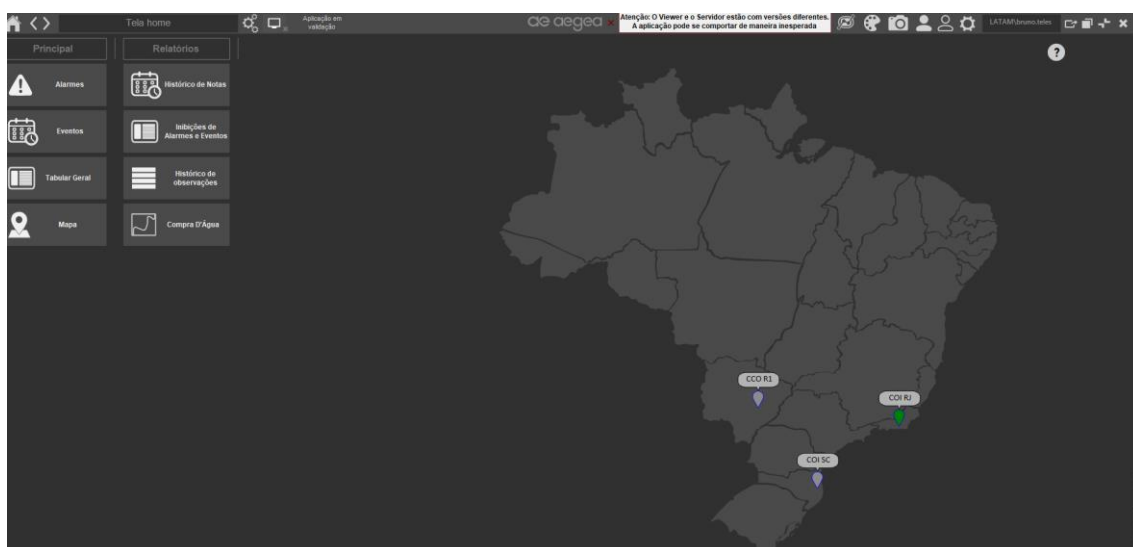 Tela home
Aplicação em
validação
aegea
Atenção: O Viewer e o Servidor estão com versões diferentes.
A aplicação pode se comportar de maneira inesperada
LATAM\bruno.teles
Principal
Relatórios
?
Alarmes
Histórico de Notas
Eventos
Inibições de
Alarmes e Eventos
Tabular Geral
Histórico de
observações
Mapa
Compra D'Água
CCO R1
COI RJ
COI SC